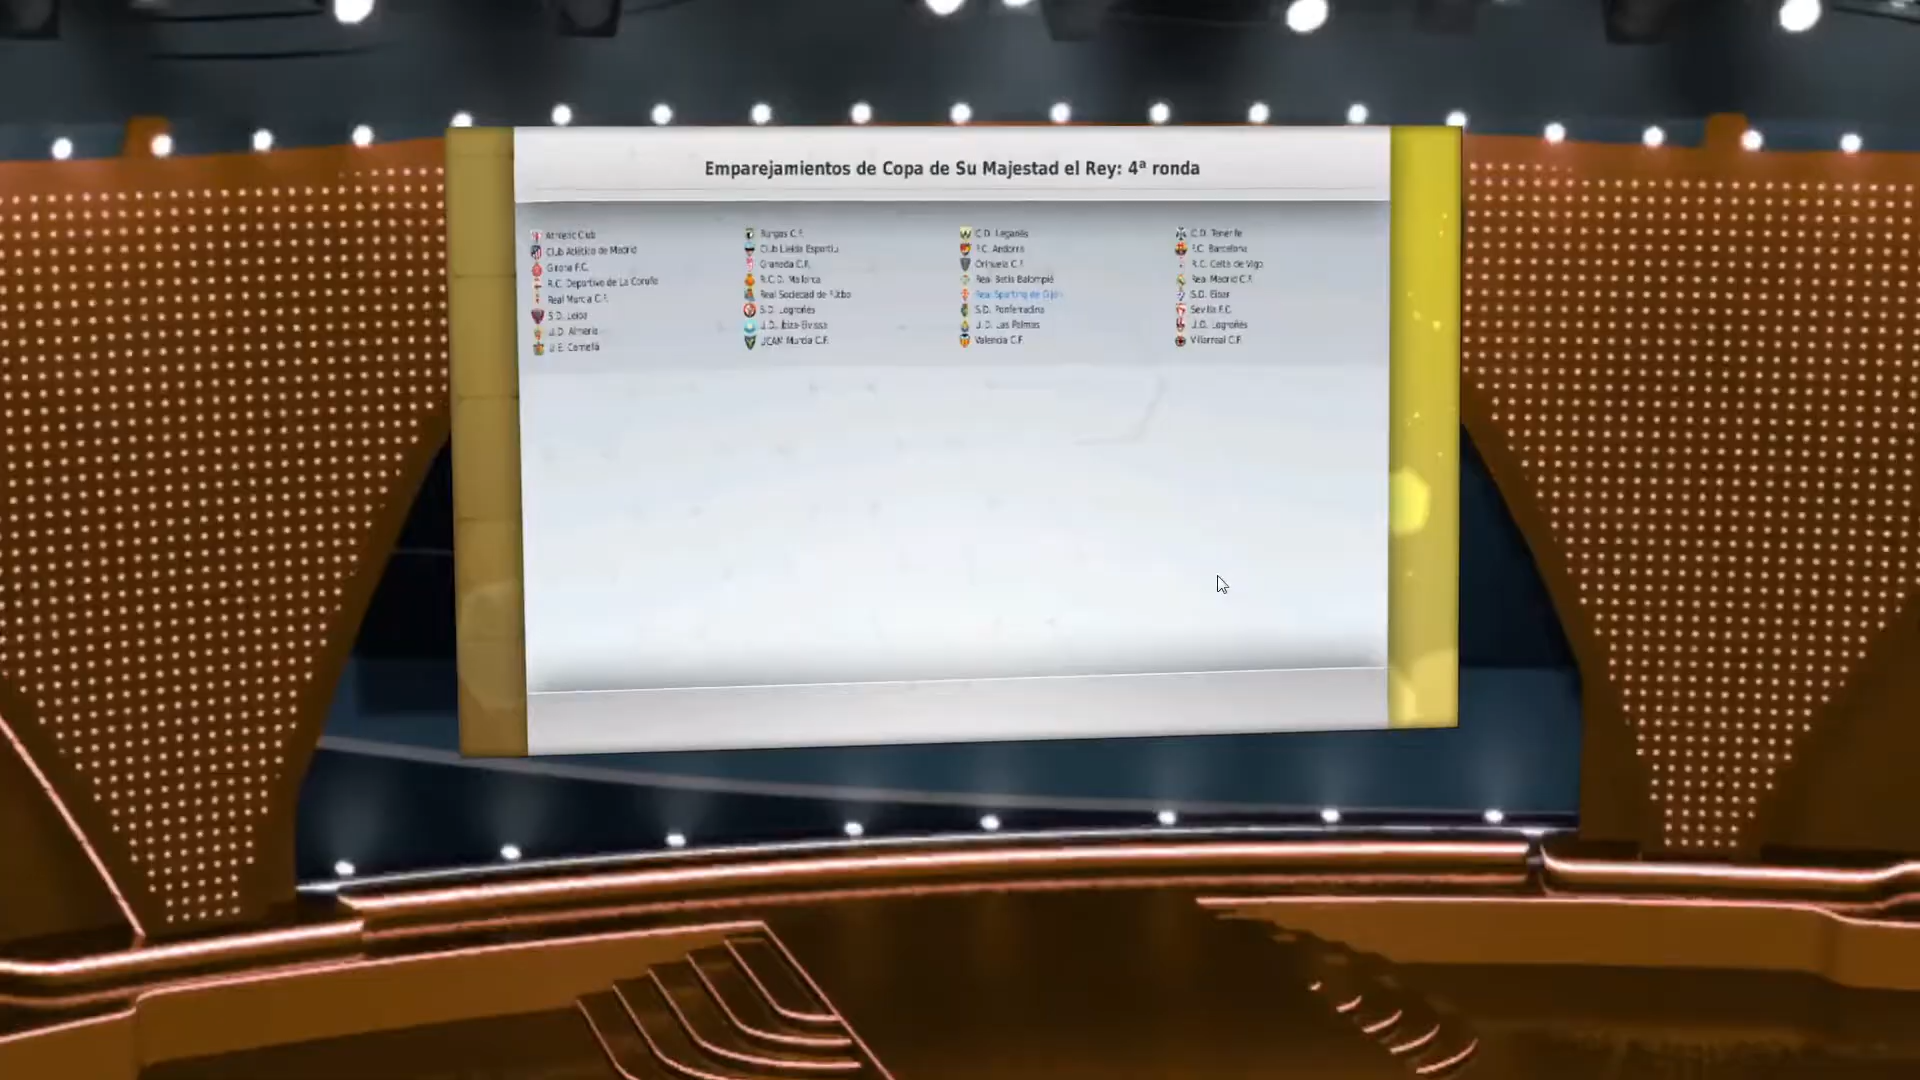 Emparejamientos de Copa de Su Majestad el Rey: 4ª ronda
Athletic Club
Club Atlético de Madrid
Girona F.C.
R.C. Deportivo de La Coruña
Real Murcia C.F.
S.D. Leioa
U.D. Almería
U.E. Cornellá
Burgos C.F.
Club Lleida Esportiu
Granada C.F.
R.C.D. Mallorca
Real Sociedad de Fútbo
S.D. Logroñés
U.D. Ibiza-Eivissa
UCAM Murcia C.F.
C.D. Leganés
F.C. Andorra
Orihuela C.F.
Real Betis Balompié
Real Sporting de Gijó
S.D. Ponferradina
U.D. Las Palmas
Valencia C.F.
C.D. Tenerife
F.C. Barcelona
R.C. Celta de Vigo
Real Madrid C.F.
S.D. Eibar
Sevilla F.C.
U.D. Logroñés
Villarreal C.F.